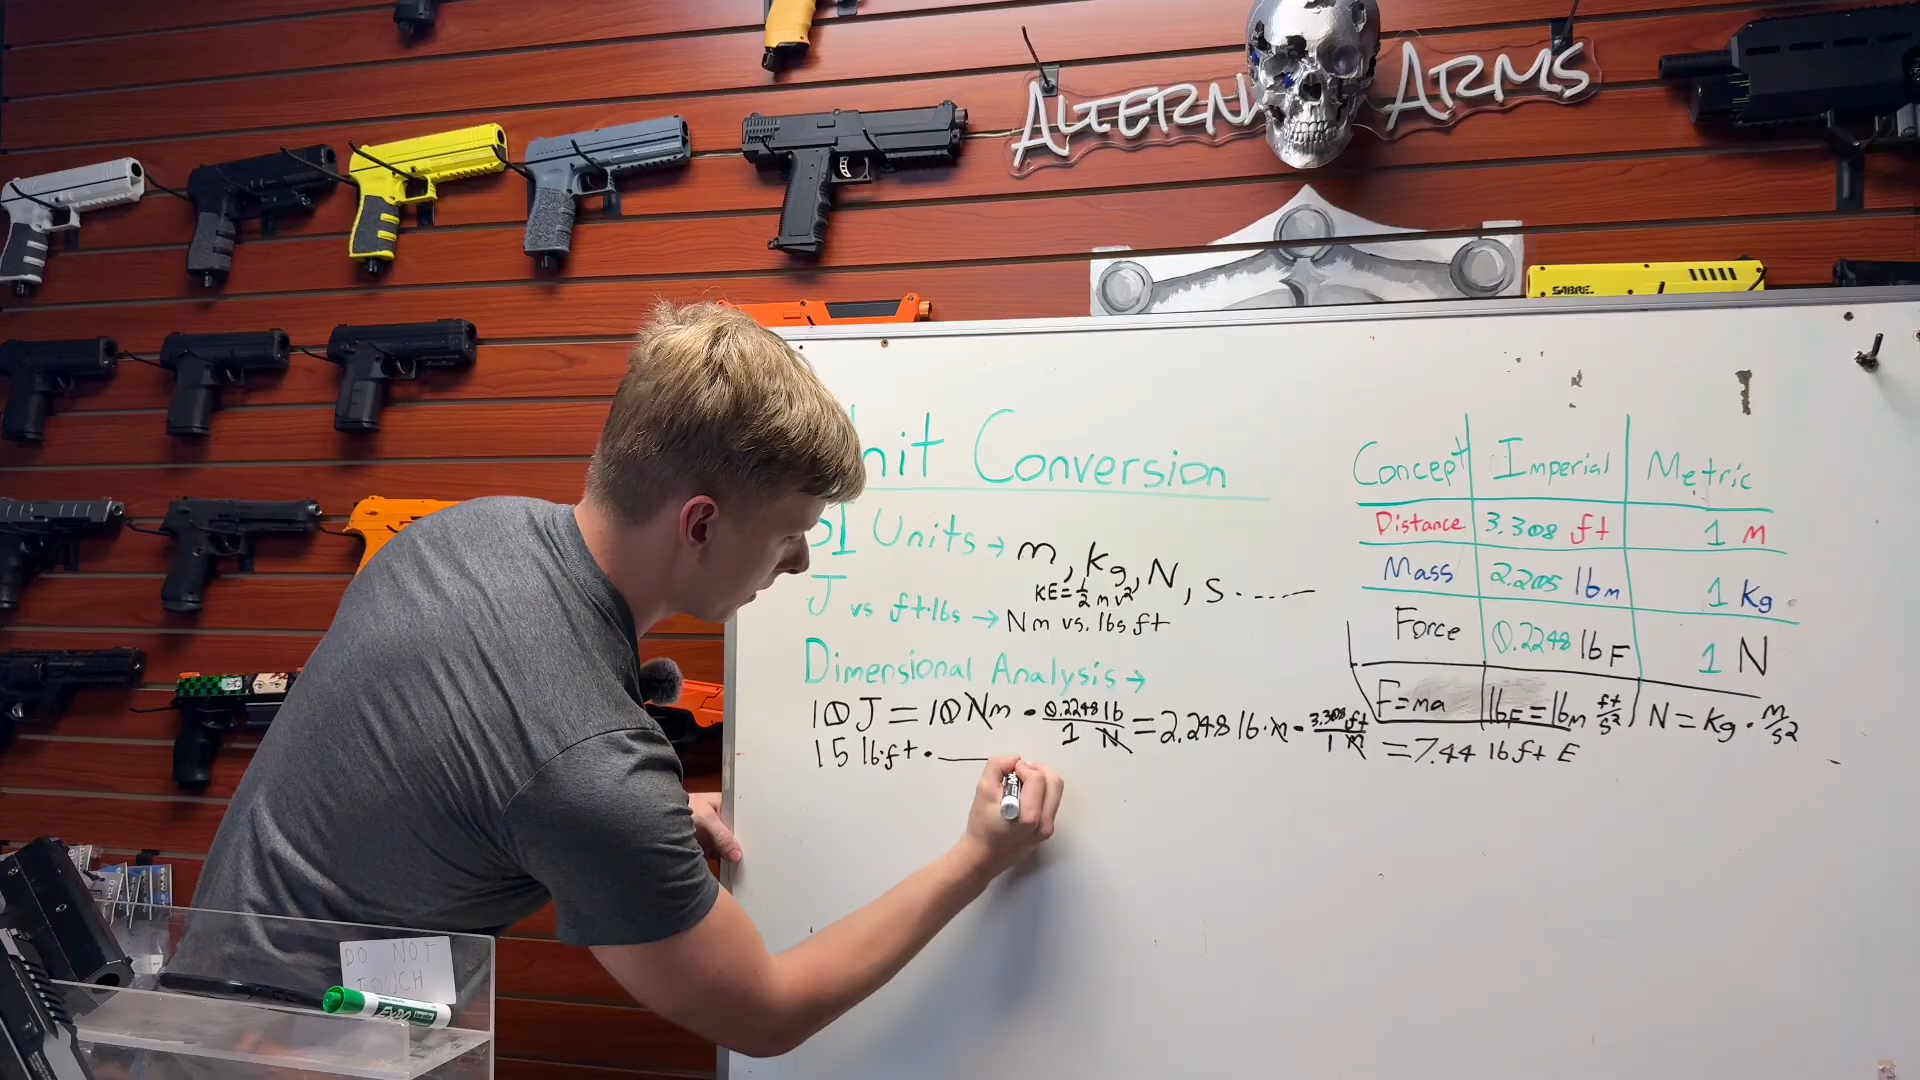 ALTERN ARMS
SABRE.
nit Conversion
SI Units → m, Kg, N, s.----
KE=½mv²
J vs ft·lbs → Nm vs. lbs ft
Dimensional Analysis →
10J = 10Nm · 0.2248 lb / 1 N = 2.248 lb·m · 3.308 ft / 1 m
= 7.44 lb ft E
15 lb·ft ·
Concept Imperial Metric
Distance 3.308 ft 1 M
Mass 2.205 lbm 1 Kg
Force 0.2248 lbF 1 N
F=ma lbF=lbm ft/s² N=kg·m/s²
DO NOT
TOUCH
EXPO